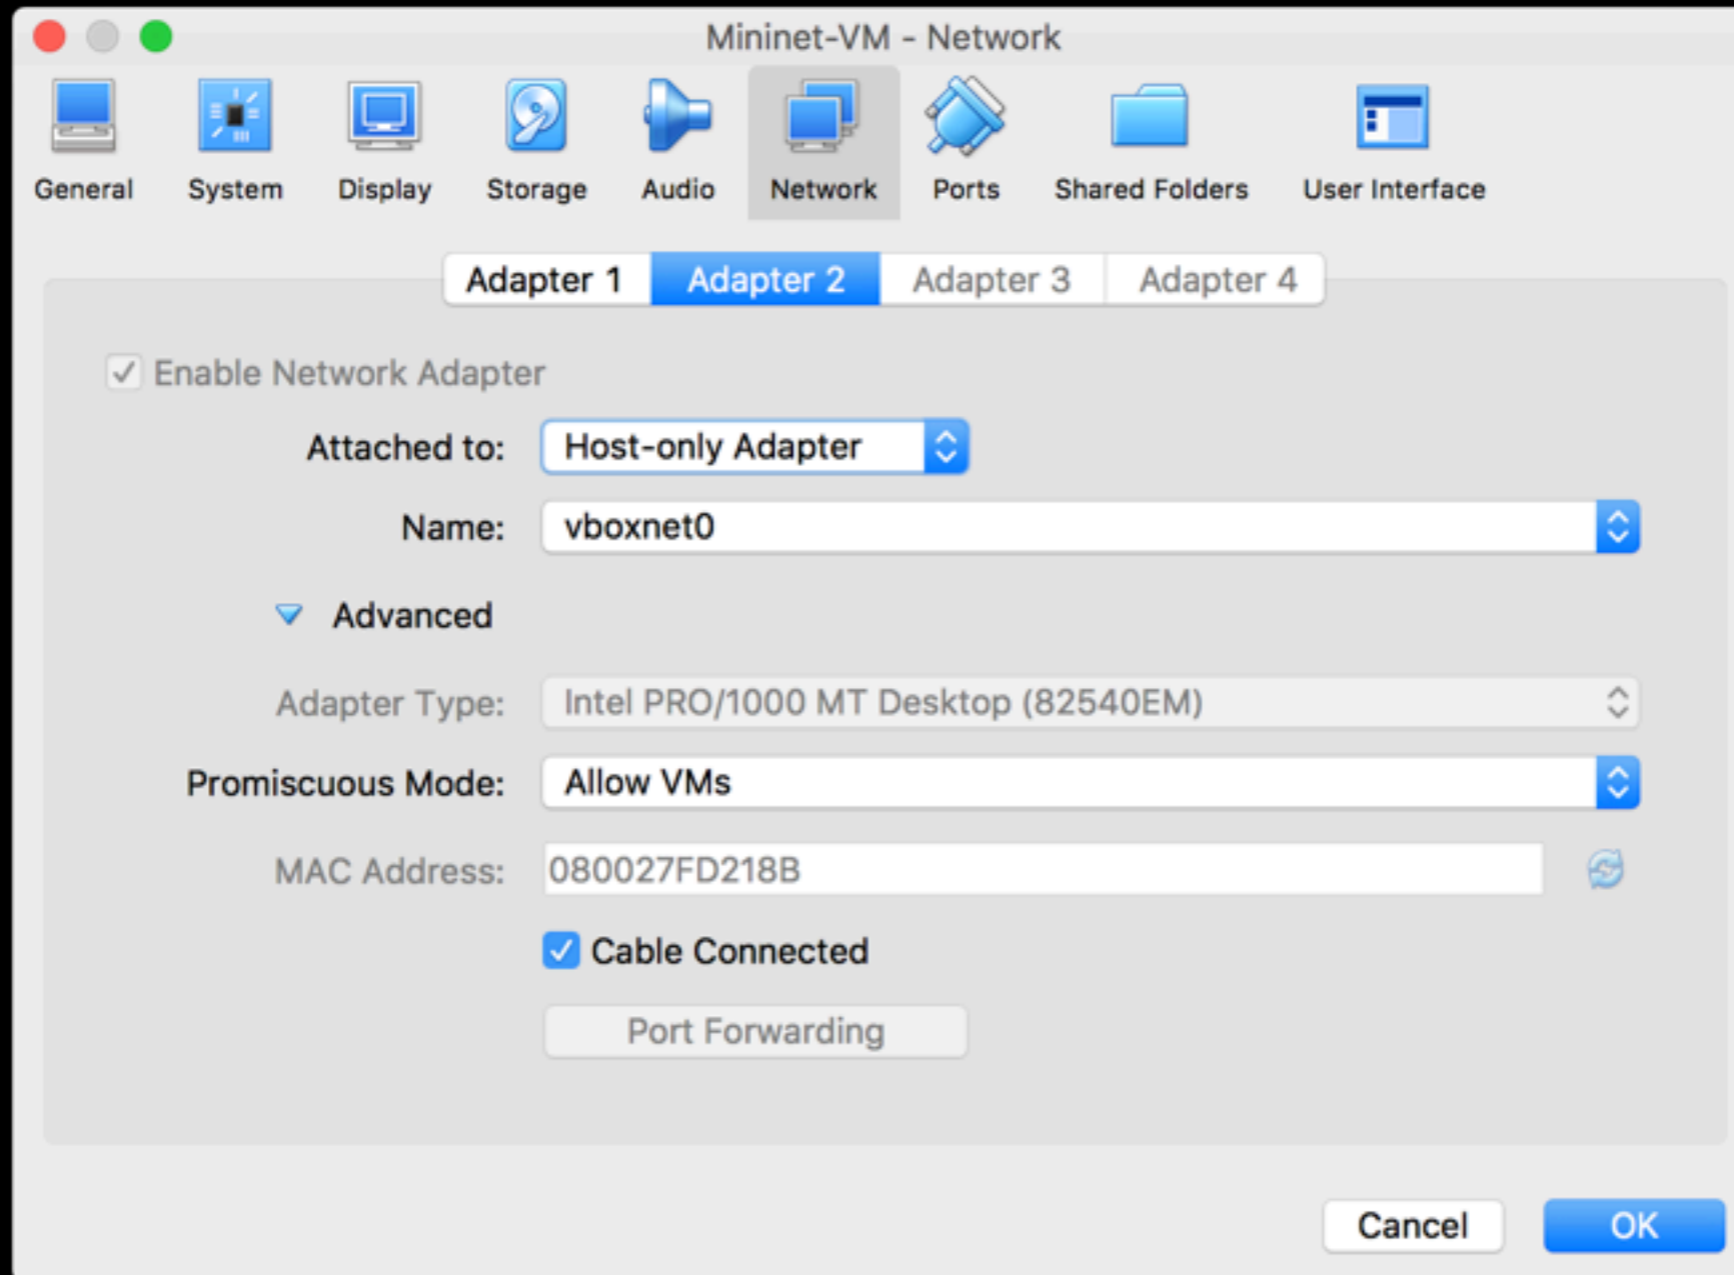 Mininet-VM - Network
General System Display Storage Audio Network Ports Shared Folders User Interface
Adapter 1 Adapter 2 Adapter 3 Adapter 4
Enable Network Adapter
Attached to: Host-only Adapter
Name: vboxnet0
Advanced
Adapter Type: Intel PRO/1000 MT Desktop (82540EM)
Promiscuous Mode: Allow VMs
MAC Address: 080027FD218B
Cable Connected
Port Forwarding
Cancel OK